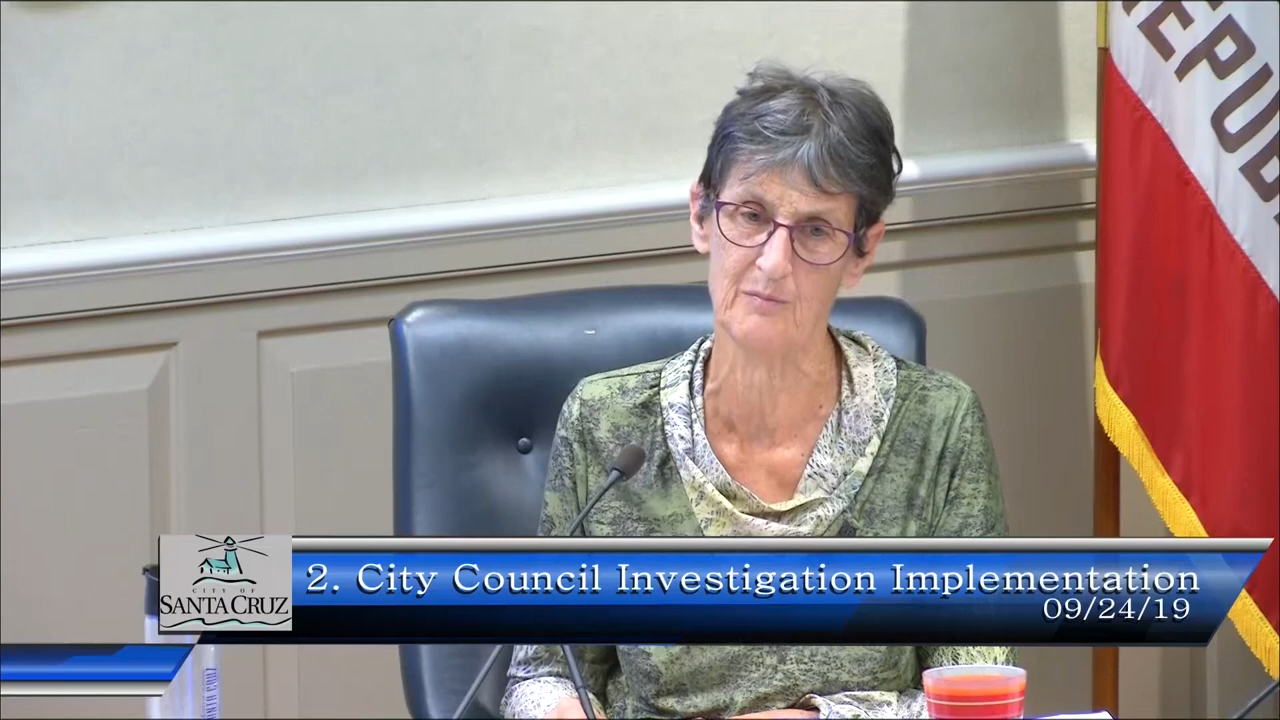 REPUB
2. City Council Investigation Implementation
09/24/19
CITY OF
SANTA CRUZ